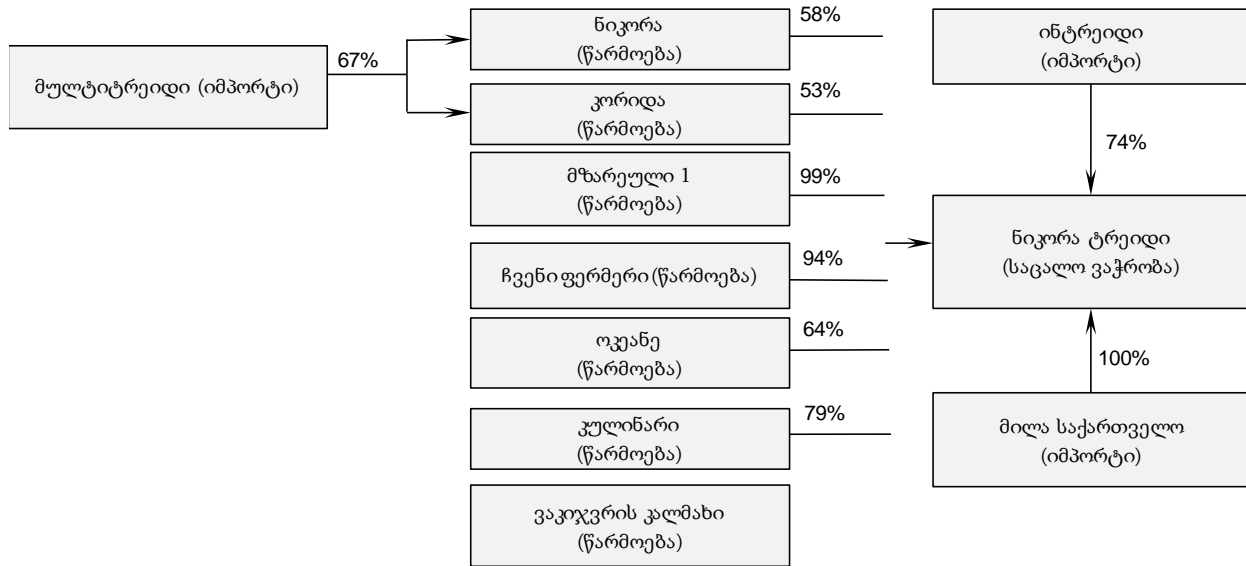 მულტიტრეიდი (იმპორტი)
67%
ნიკორა
(წარმოება)
58%
კორიდა
(წარმოება)
53%
მზარეული 1
(წარმოება)
99%
ჩვენი ფერმერი (წარმოება)
94%
ოკეანე
(წარმოება)
64%
კულინარი
(წარმოება)
79%
ვაკიჯვრის კალმახი
(წარმოება)
ინტრეიდი
(იმპორტი)
74%
ნიკორა ტრეიდი
(საცალო ვაჭრობა)
100%
მილა საქართველო
(იმპორტი)